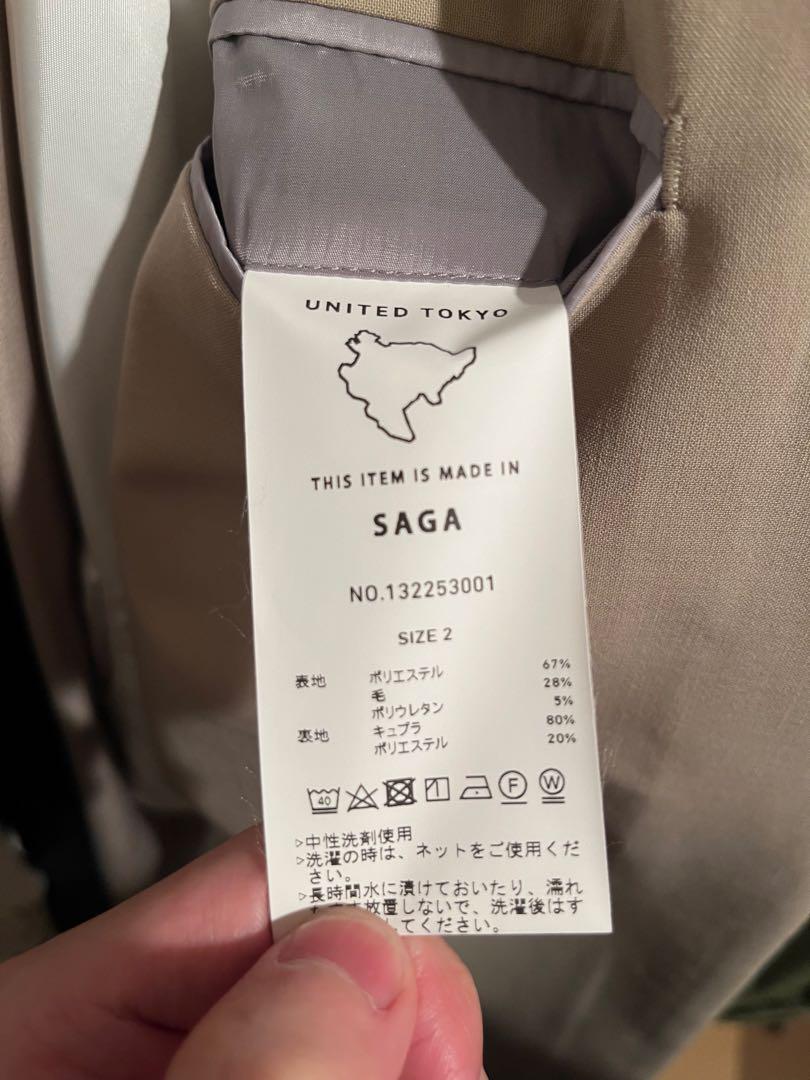 UNITED TOKYO
THIS ITEM IS MADE IN
SAGA
NO.132253001
SIZE 2
表地 ポリエステル 67%
毛 28%
ポリウレタン 5%
裏地 キュプラ 80%
ポリエステル 20%
40 F W
▷中性洗剤使用
▷洗濯の時は、ネットをご使用くだ
さい。
▷長時間水に漬けておいたり、濡れ
放置しないで、洗濯後はす
てください。